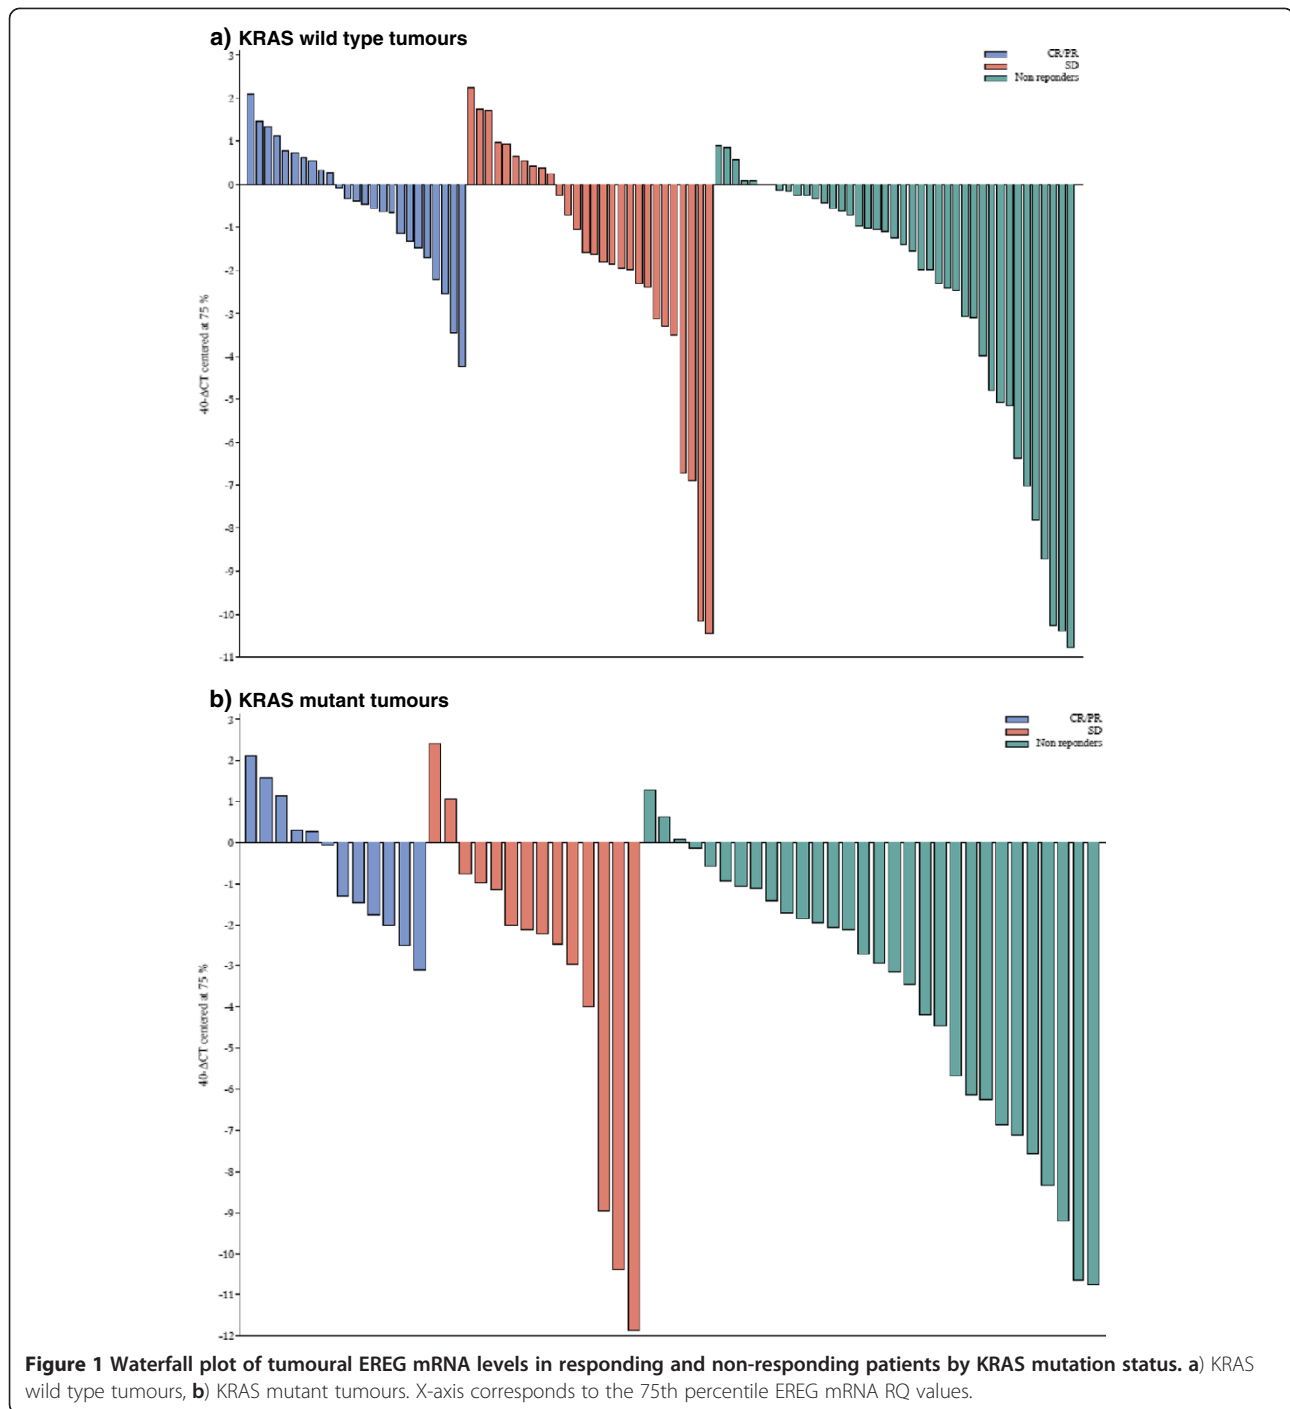 a) KRAS wild type tumours
CR/PR
SD
Non reponders
3
2
1
0
-1
-2
-3
-4
-5
-6
-7
-8
-9
-10
-11
40-ΔCT centered at 75 %
b) KRAS mutant tumours
CR/PR
SD
Non reponders
3
2
1
0
-1
-2
-3
-4
-5
-6
-7
-8
-9
-10
-11
-12
40-ΔCT centered at 75 %
Figure 1 Waterfall plot of tumoural EREG mRNA levels in responding and non-responding patients by KRAS mutation status. a) KRAS
wild type tumours, b) KRAS mutant tumours. X-axis corresponds to the 75th percentile EREG mRNA RQ values.